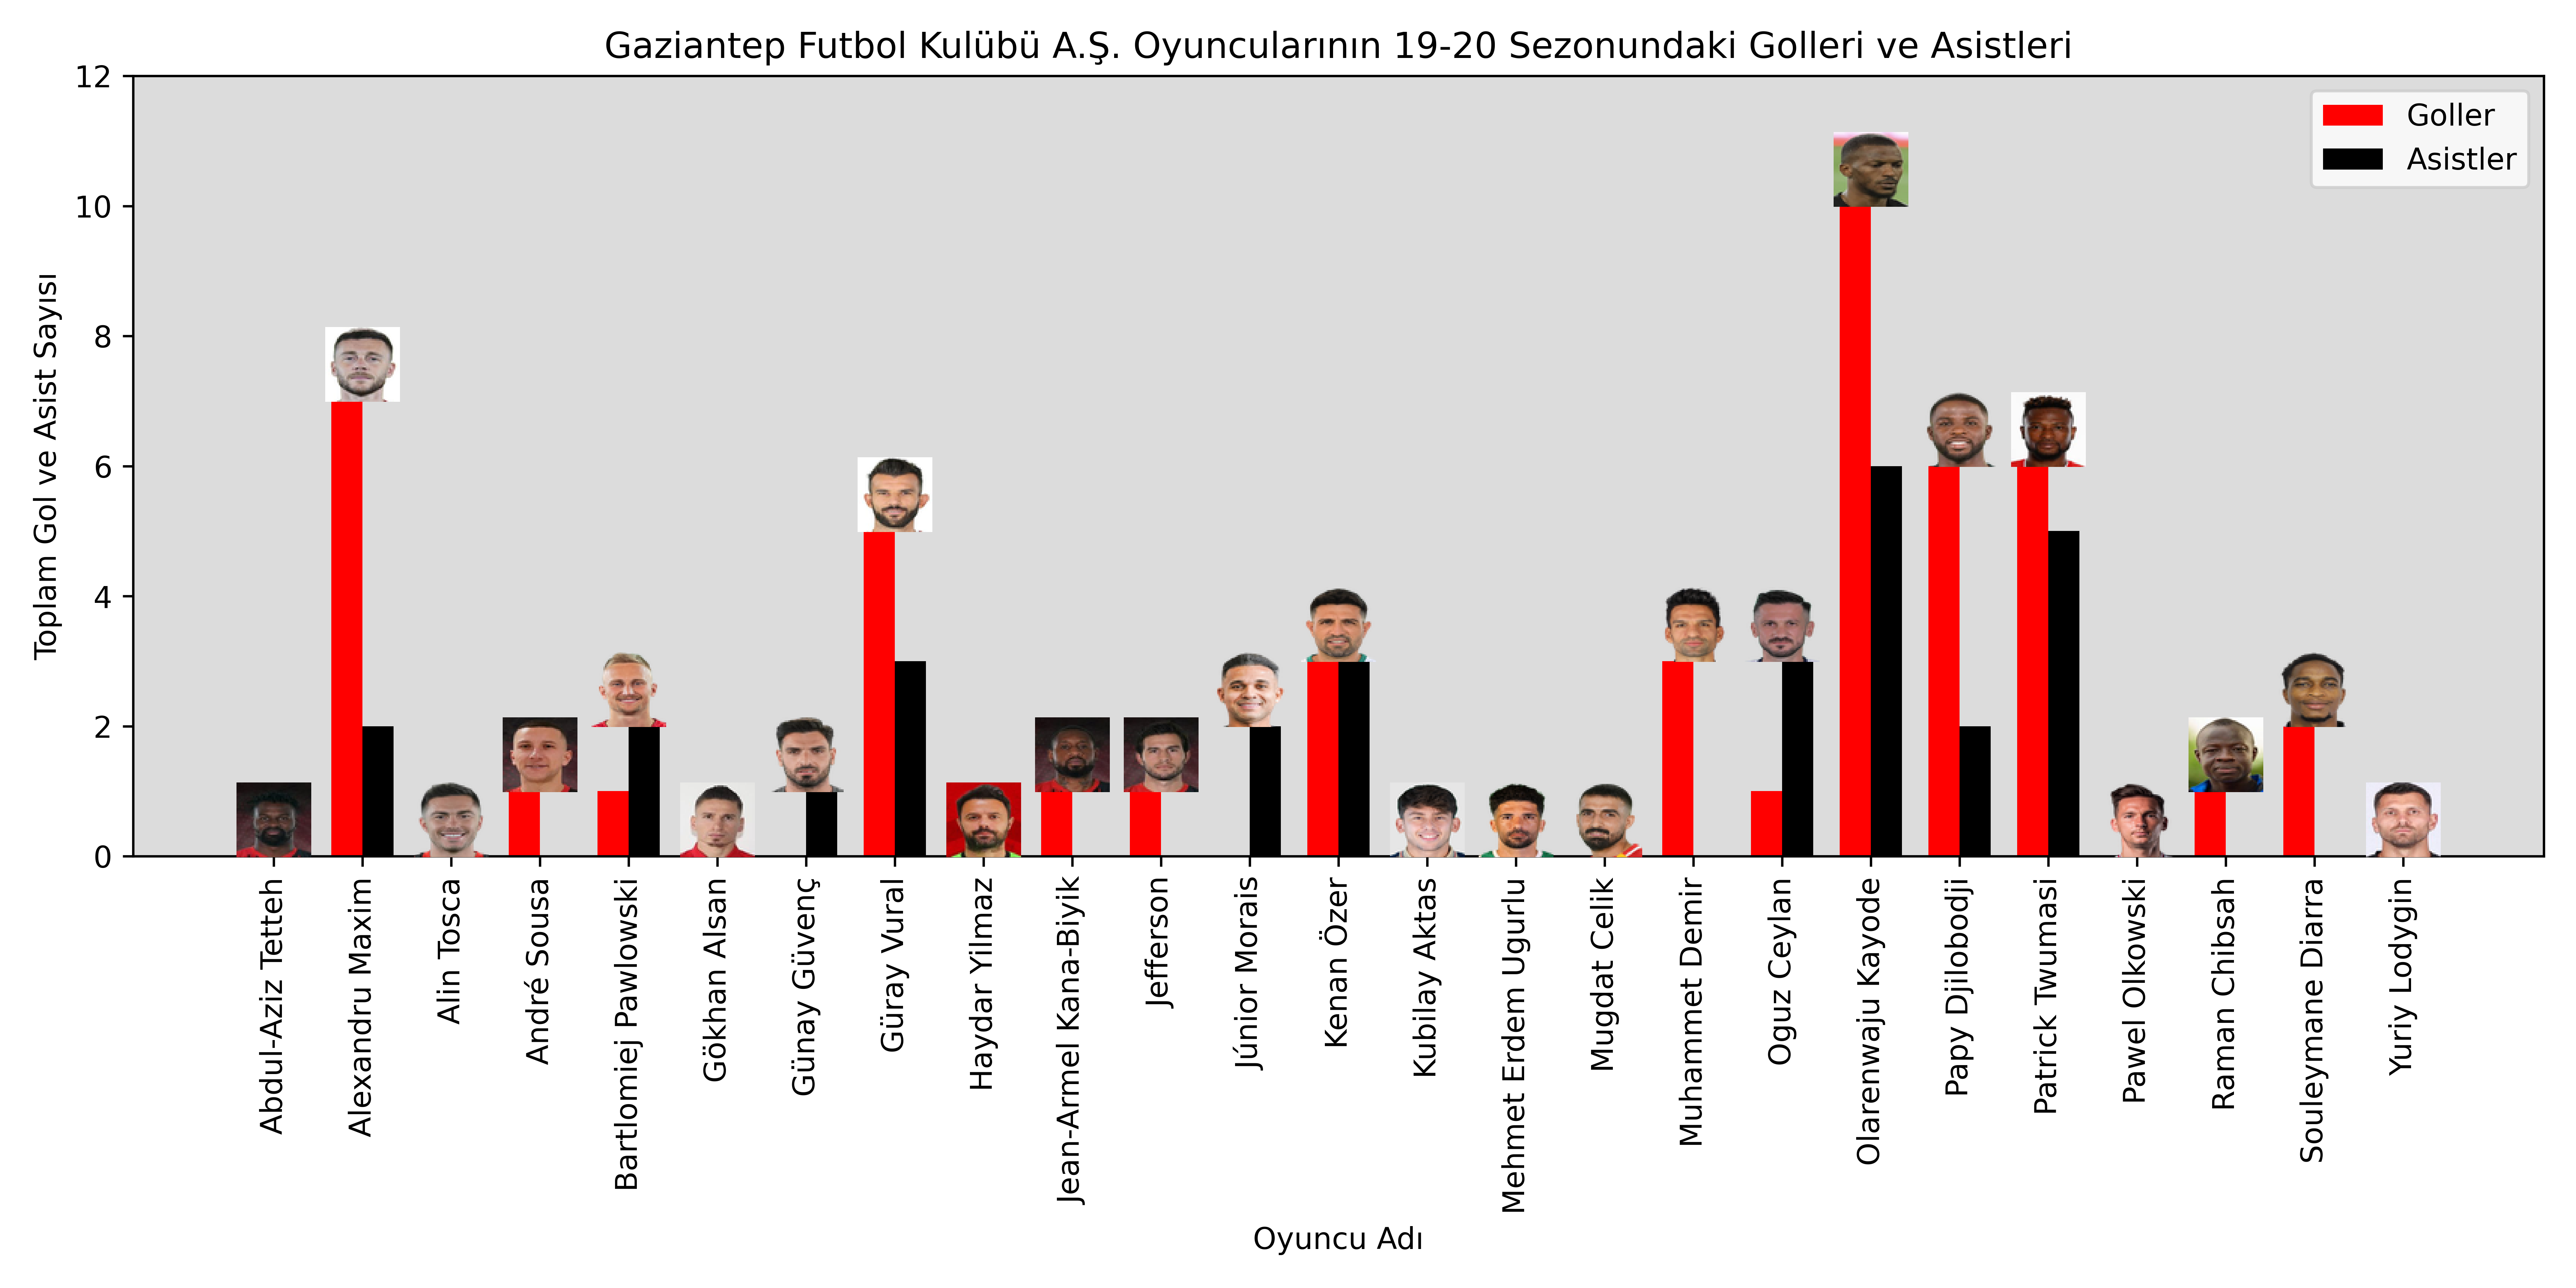 Gaziantep Futbol Kulübü A.Ş. Oyuncularının 19-20 Sezonundaki Golleri ve Asistleri
12
10
8
6
4
2
0
Toplam Gol ve Asist Sayısı
Goller
Asistler
Abdul-Aziz Tetteh
Alexandru Maxim
Alin Tosca
André Sousa
Bartlomiej Pawlowski
Gökhan Alsan
Günay Güvenç
Güray Vural
Haydar Yilmaz
Jean-Armel Kana-Biyik
Jefferson
Júnior Morais
Kenan Özer
Kubilay Aktas
Mehmet Erdem Ugurlu
Mugdat Celik
Muhammet Demir
Oguz Ceylan
Olarenwaju Kayode
Papy Djilobodji
Patrick Twumasi
Pawel Olkowski
Raman Chibsah
Souleymane Diarra
Yuriy Lodygin
Oyuncu Adı